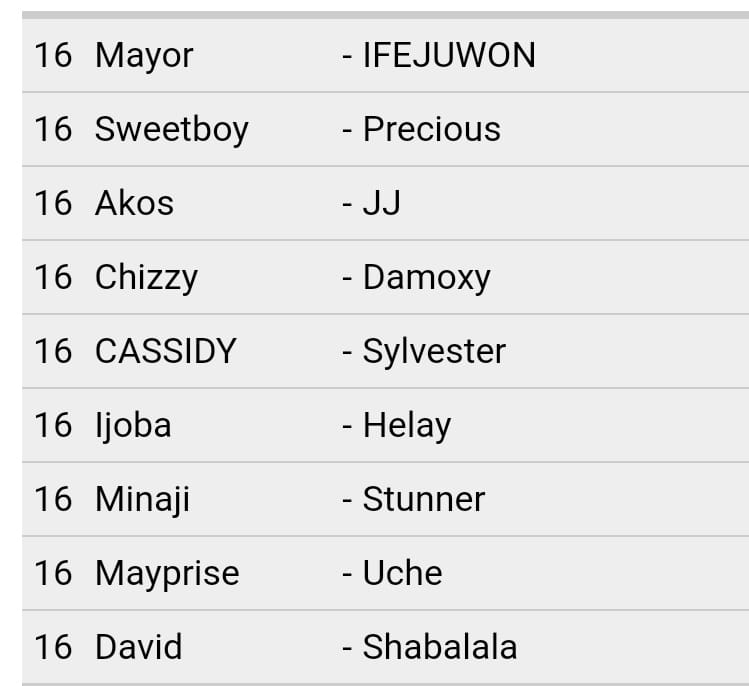 16 Mayor - IFEJUWON
16 Sweetboy - Precious
16 Akos - JJ
16 Chizzy - Damoxy
16 CASSIDY - Sylvester
16 Ijoba - Helay
16 Minaji - Stunner
16 Mayprise - Uche
16 David - Shabalala